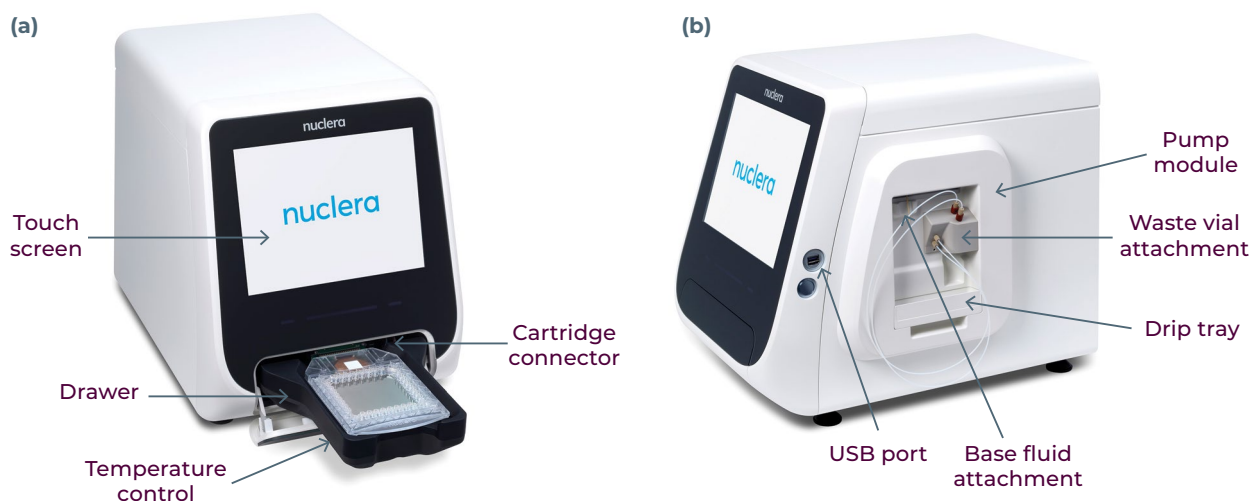 (a)
nuclera
nuclera
Touch
screen
Cartridge
connector
Drawer
Temperature
control
(b)
nuclera
nuclera
Pump
module
Waste vial
attachment
Drip tray
USB port
Base fluid
attachment